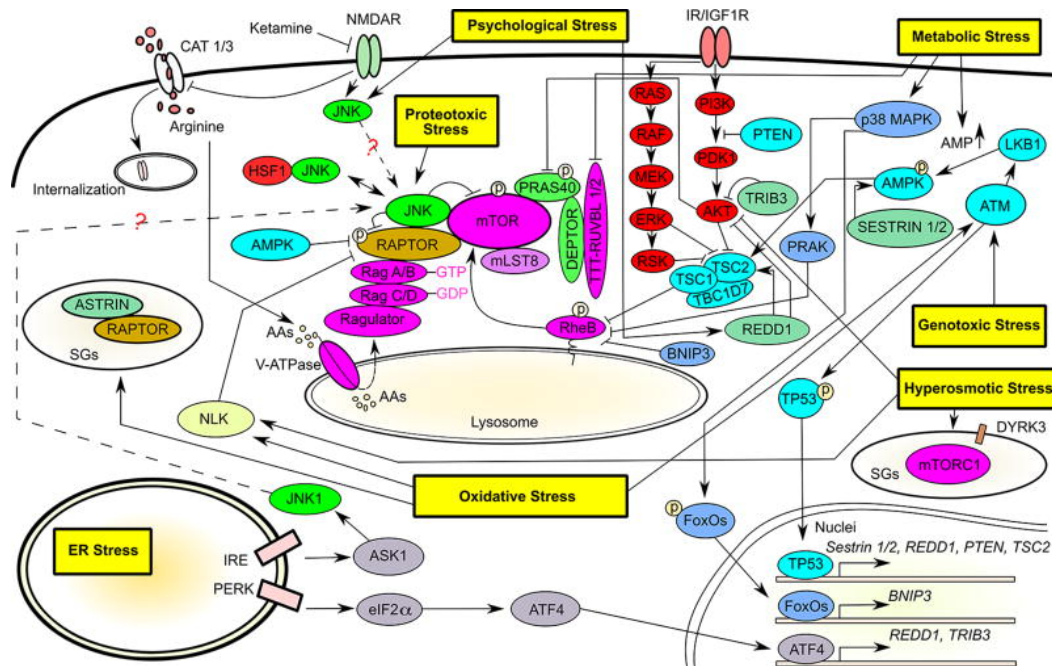 Psychological Stress
IR/IGF1R
NMDAR
Ketamine
Metabolic Stress
CAT 1/3
JNK
Proteotoxic
Stress
RAS
PI3K
p38 MAPK
AMP
LKB1
Arginine
?
RAF
PTEN
PDK1
P
HSF1
JNK
Internalization
P
PRAS40
P
MEK
AMPK
TRIB3
?
JNK
mTOR
DEPTOR
TTT-RUVBL 1/2
ERK
AKT
SESTRIN 1/2
ATM
AMPK
P
RAPTOR
mLST8
RSK
TSC2
PRAK
Rag A/B
GTP
TSC1
TBC1D7
Rag C/D
GDP
ASTRIN
RAPTOR
SGs
Ragulator
P
RheB
REDD1
Genotoxic Stress
AAs
V-ATPase
BNIP3
AAs
TP53
P
Hyperosmotic
Stress
NLK
Lysosome
DYRK3
mTORC1
SGs
JNK1
Oxidative Stress
P
FoxOs
Nuclei
ER Stress
IRE
ASK1
Sestrin 1/2, REDD1, PTEN, TSC2
TP53
PERK
eIF2α
ATF4
FoxOs
BNIP3
ATF4
REDD1, TRIB3